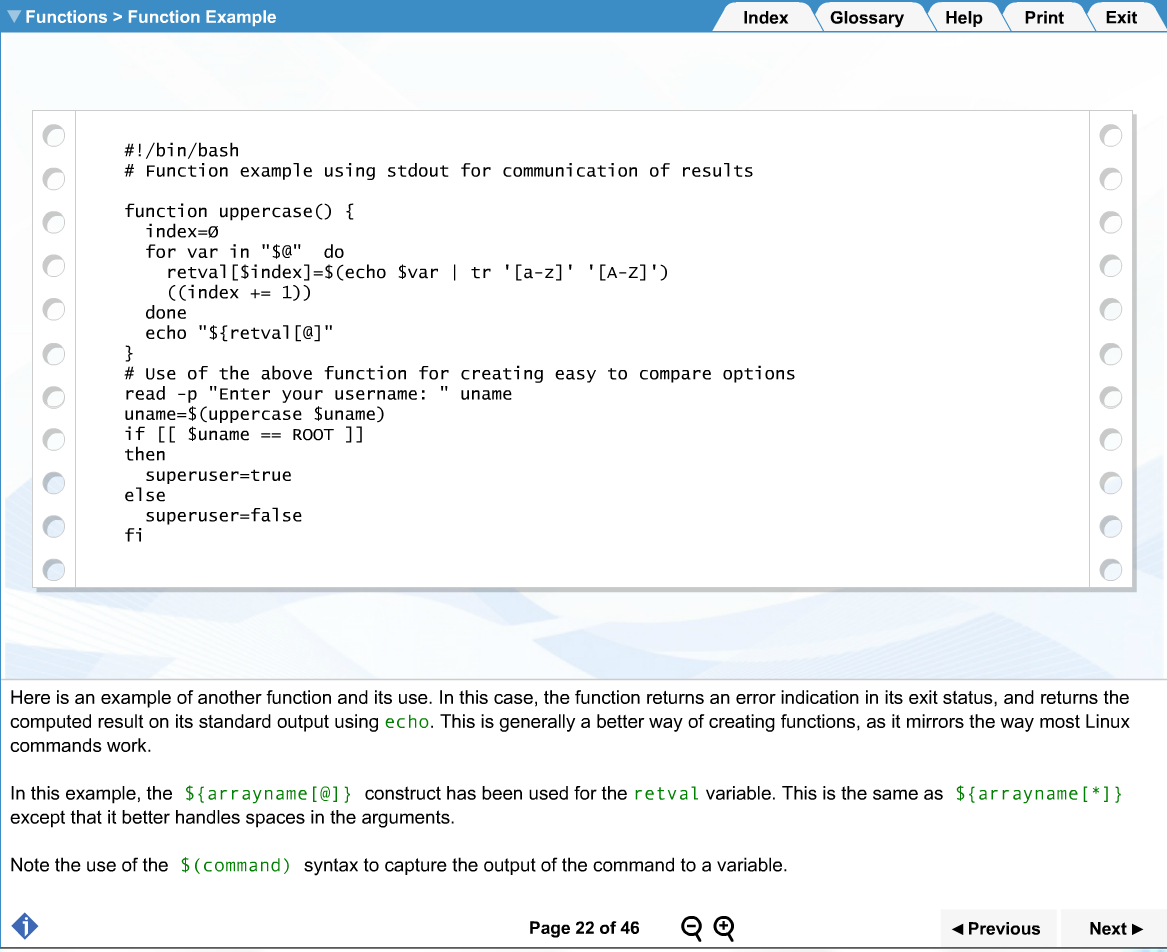 Functions > Function Example
Index
Glossary
Help
Print
Exit
#!/bin/bash
# Function example using stdout for communication of results
function uppercase() {
index=Ø
for var in "$@"  do
retval[$index]=$(echo $var | tr '[a-z]' '[A-Z]')
((index += 1))
done
echo "${retval[@]"
}
# Use of the above function for creating easy to compare options
read -p "Enter your username: " uname
uname=$(uppercase $uname)
if [[ $uname == ROOT ]]
then
superuser=true
else
superuser=false
fi
Here is an example of another function and its use. In this case, the function returns an error indication in its exit status, and returns the
computed result on its standard output using echo. This is generally a better way of creating functions, as it mirrors the way most Linux
commands work.
In this example, the ${arrayname[@]} construct has been used for the retval variable. This is the same as ${arrayname[*]}
except that it better handles spaces in the arguments.
Note the use of the $(command) syntax to capture the output of the command to a variable.
i
Page 22 of 46
◄ Previous
Next ►